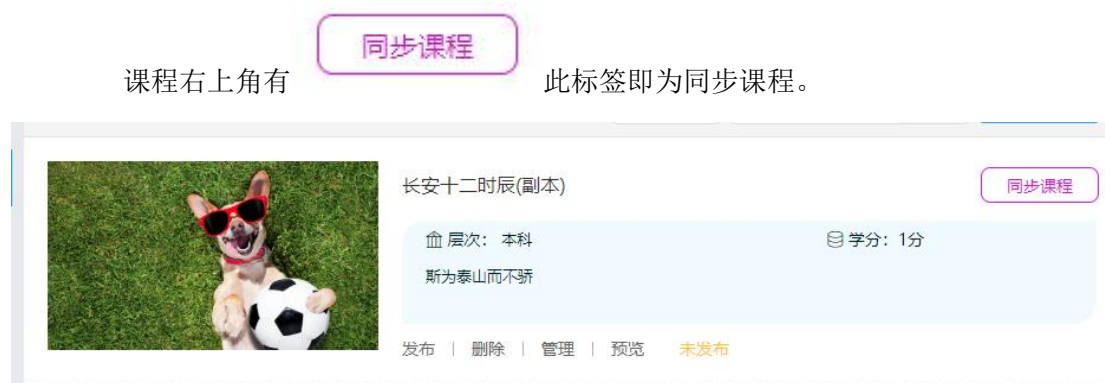 课程右上角有 同步课程 此标签即为同步课程。
长安十二时辰(副本) 同步课程
层次： 本科 学分：1分
斯为泰山而不骄
发布 | 删除 | 管理 | 预览 未发布